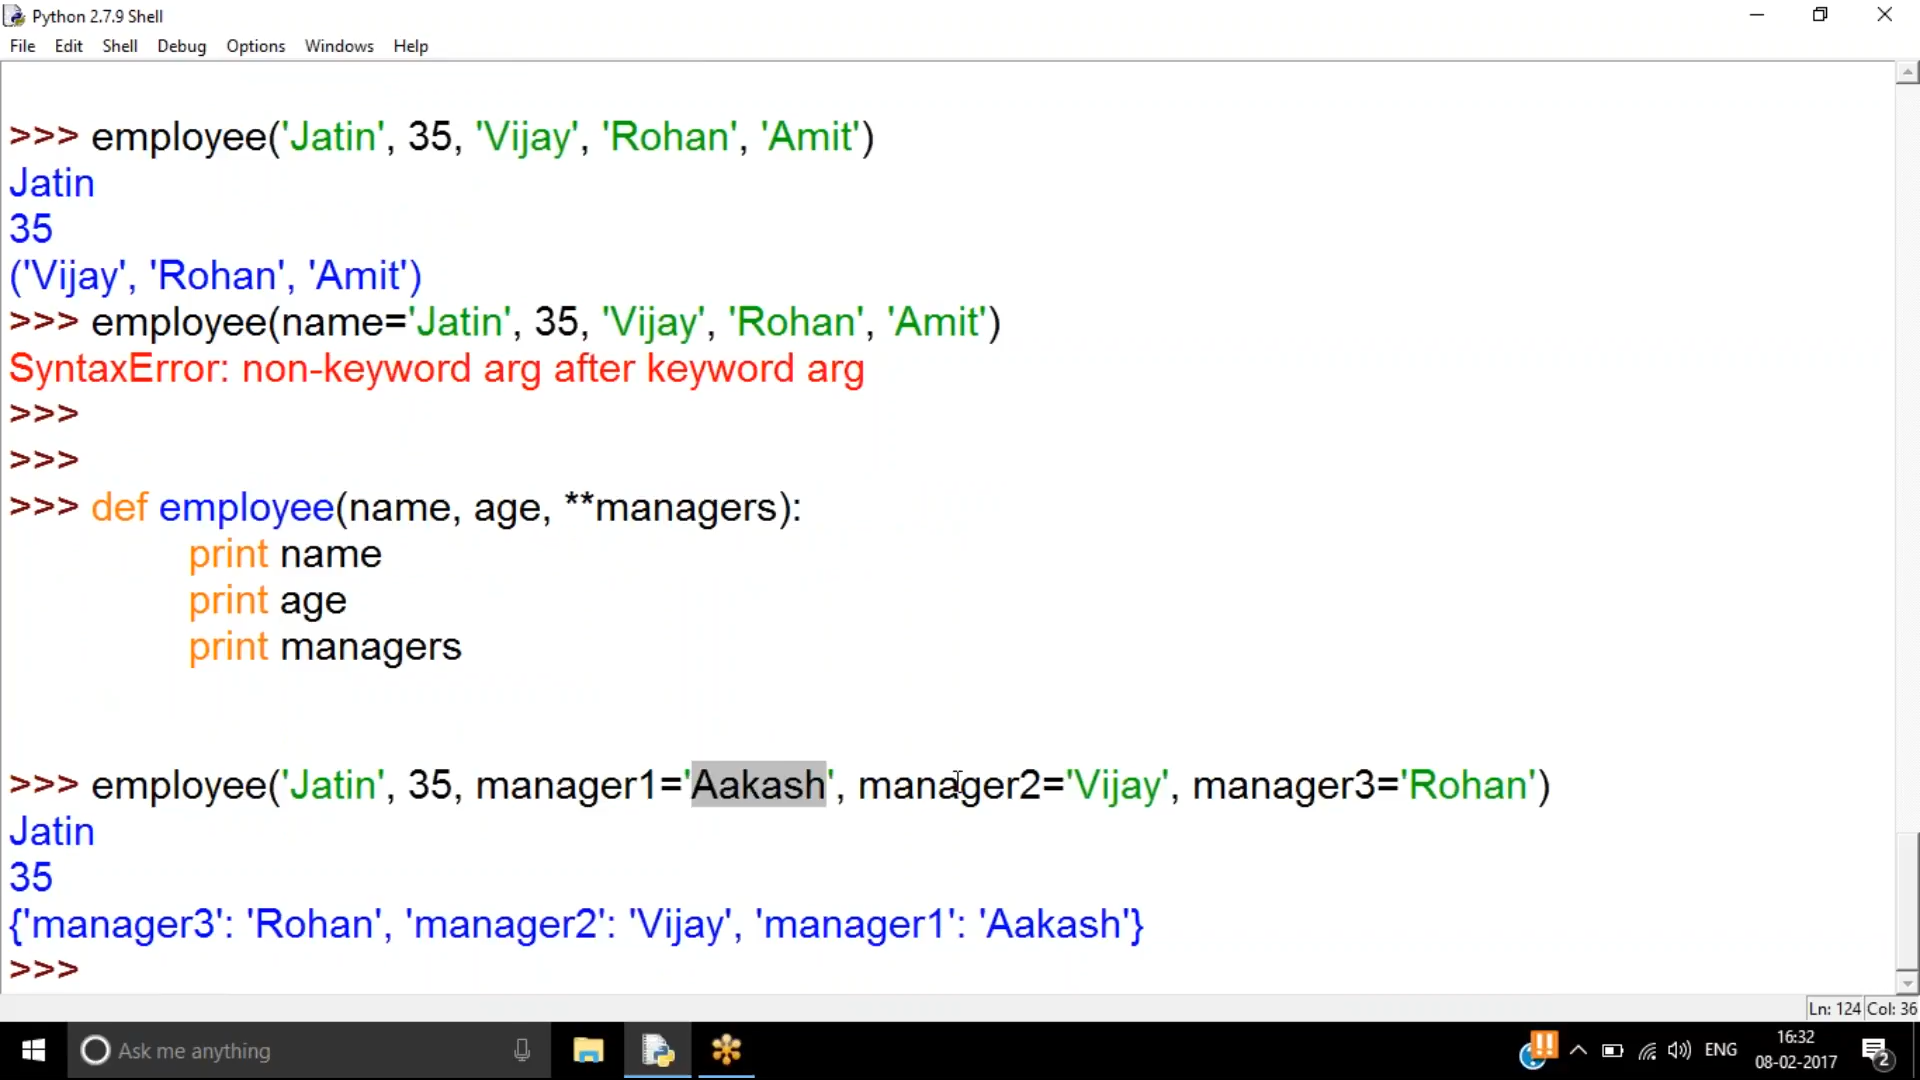 Python 2.7.9 Shell
File Edit Shell Debug Options Windows Help
>>> employee('Jatin', 35, 'Vijay', 'Rohan', 'Amit')
Jatin
35
('Vijay', 'Rohan', 'Amit')
>>> employee(name='Jatin', 35, 'Vijay', 'Rohan', 'Amit')
SyntaxError: non-keyword arg after keyword arg
>>>
>>>
>>> def employee(name, age, **managers):
print name
print age
print managers
>>> employee('Jatin', 35, manager1='Aakash', manager2='Vijay', manager3='Rohan')
Jatin
35
{'manager3': 'Rohan', 'manager2': 'Vijay', 'manager1': 'Aakash'}
>>>
Ln: 124 Col: 36
Ask me anything
ENG
16:32
08-02-2017
2